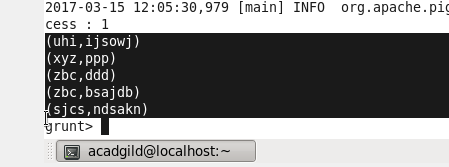 2017-03-15 12:05:30,979 [main] INFO  org.apache.pig
cess : 1
(uhi,ijsowj)
(xyz,ppp)
(zbc,ddd)
(zbc,bsajdb)
(sjcs,ndsakn)
grunt>
acadgild@localhost:~